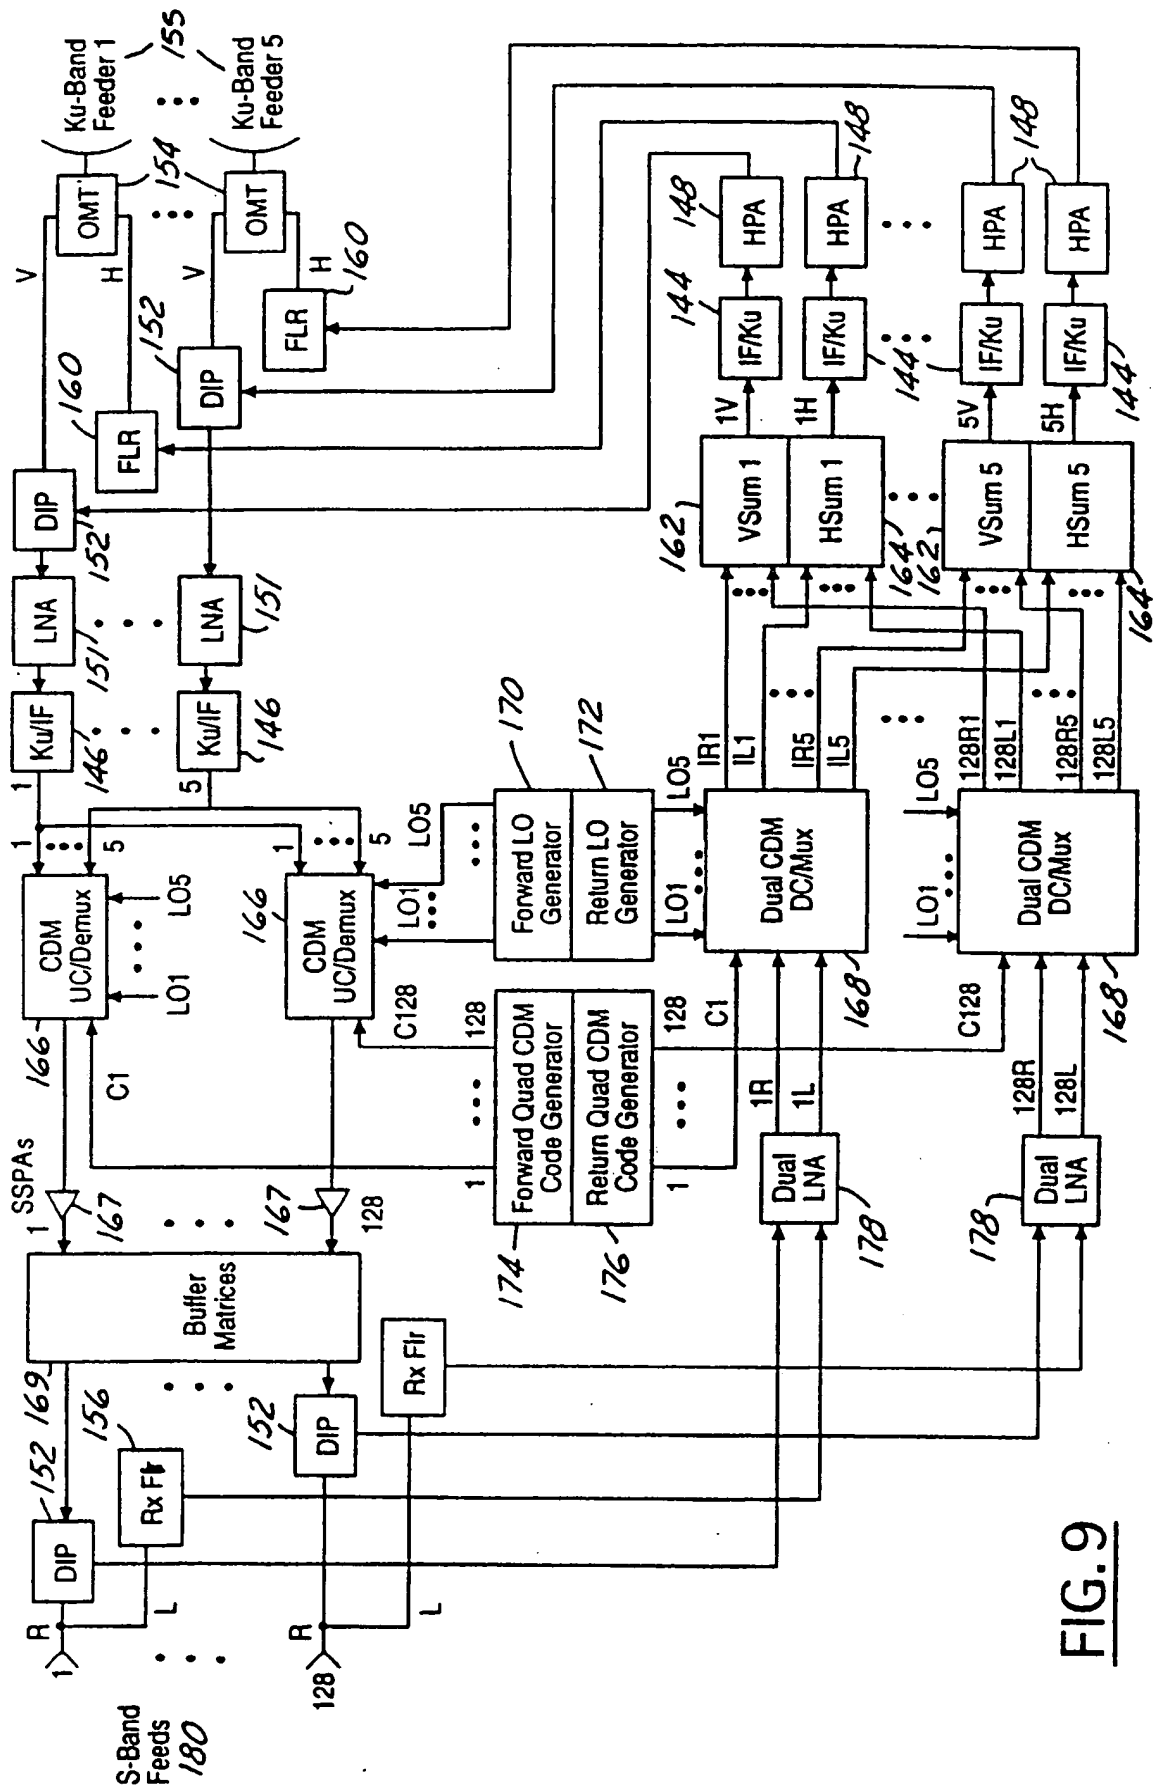 S-Band
Feeds
180
1
R
L
DIP
152
Rx Flr
156
128
R
L
DIP
152
Rx Flr
169
Buffer
Matrices
1
SSPAs
167
167
128
C1
166
CDM
UC/Demux
LO1
LO5
1
5
C128
166
CDM
UC/Demux
LO1
LO5
1
5
1
Ku/IF
146
LNA
151
DIP
152
5
Ku/IF
146
LNA
151
DIP
152
FLR
160
FLR
160
V
H
OMT
154
V
H
OMT
Ku-Band
Feeder 1
155
Ku-Band
Feeder 5
1
128
174
Forward Quad CDM
Code Generator
176
Return Quad CDM
Code Generator
1
128
170
Forward LO
Generator
172
Return LO
Generator
LO1
LO5
C1
1R
1L
Dual
LNA
178
Dual CDM
DC/Mux
168
IR1
IL1
IR5
IL5
178
Dual
LNA
128R
128L
C128
LO1
LO5
Dual CDM
DC/Mux
168
128R1
128L1
128R5
128L5
162
VSum 1
HSum 1
164
162
VSum 5
HSum 5
164
1V
1H
5V
5H
144
IF/Ku
IF/Ku
144
IF/Ku
IF/Ku
144
148
HPA
HPA
148
HPA
HPA
148
FIG. 9